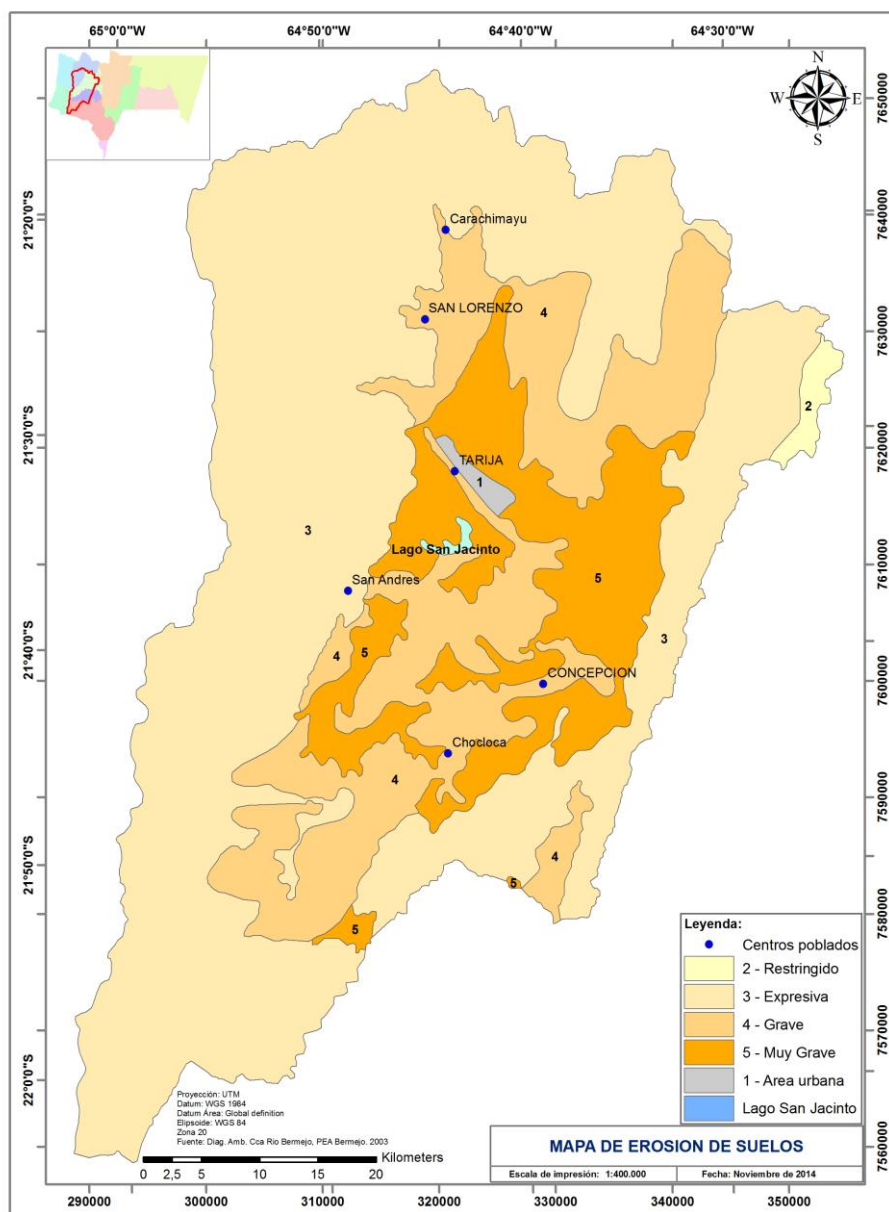 65°0'0"W 64°50'0"W 64°40'0"W 64°30'0"W
N
W E
S
7650000
21°20'0"S
7640000
Carachimayu
SAN LORENZO
4
7630000
2
21°30'0"S
7620000
TARIJA
1
3
Lago San Jacinto
7610000
San Andres
5
3
21°40'0"S
4
5
7600000
CONCEPCION
Chocloca
4
7590000
21°50'0"S
4
5
5
7580000
Leyenda:
Centros poblados
2 - Restringido
3 - Expresiva
4 - Grave
5 - Muy Grave
1 - Area urbana
Lago San Jacinto
7570000
22°0'0"S
7560000
Proyección: UTM
Datum: WGS 1984
Datum Área: Global definition
Elipsoide: WGS 84
Zona 20
Fuente: Diag. Amb. Cca Rio Bermejo, PEA Bermejo. 2003
Kilometers
0 2,5 5 10 15 20
MAPA DE EROSION DE SUELOS
Escala de impresión: 1:400.000 Fecha: Noviembre de 2014
290000 300000 310000 320000 330000 340000 350000